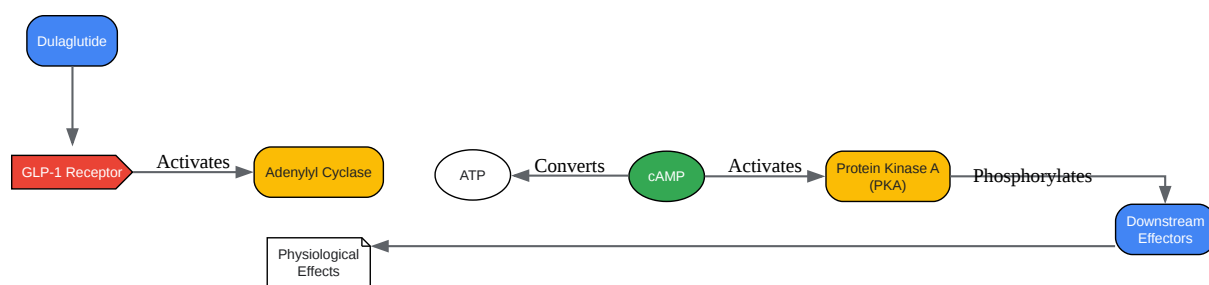 Dulaglutide
GLP-1 Receptor
Activates
Adenylyl Cyclase
ATP
Converts
cAMP
Activates
Protein Kinase A
(PKA)
Phosphorylates
Downstream
Effectors
Physiological
Effects